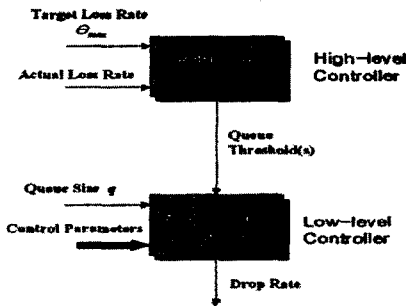 Target Loss Rate
θmax
High-level
Controller
Actual Loss Rate
Queue
Threshold(s)
Queue Size q
Control Parameters
Low-level
Controller
Drop Rate